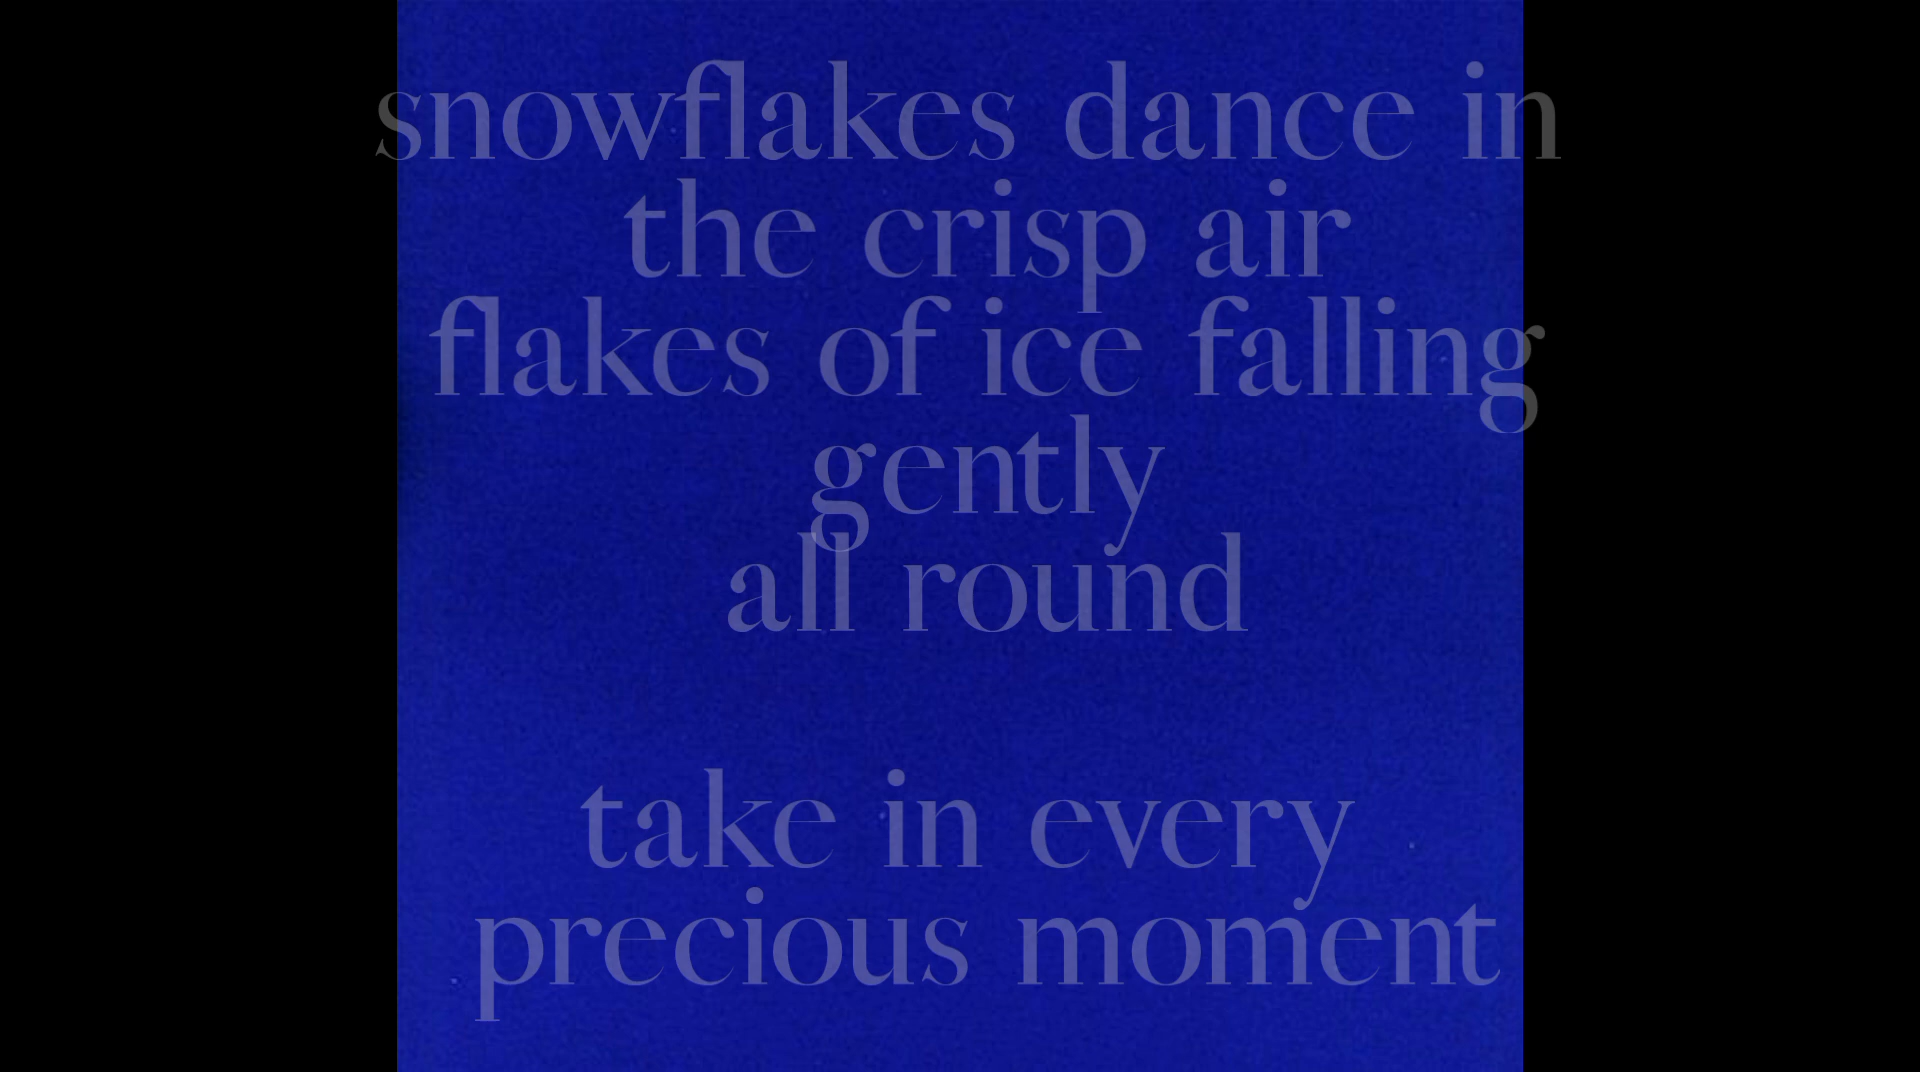 snowflakes dance in
the crisp air
flakes of ice falling
gently
all round
take in every
precious moment